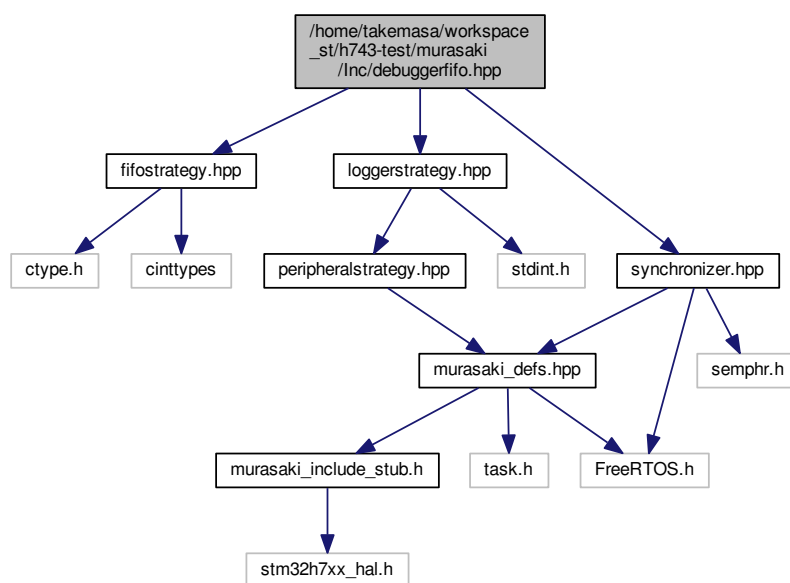 /home/takemasa/workspace
_st/h743-test/murasaki
/Inc/debuggerfifo.hpp
fifostrategy.hpp
loggerstrategy.hpp
ctype.h
cinttypes
peripheralstrategy.hpp
stdint.h
synchronizer.hpp
murasaki_defs.hpp
semphr.h
murasaki_include_stub.h
task.h
FreeRTOS.h
stm32h7xx_hal.h